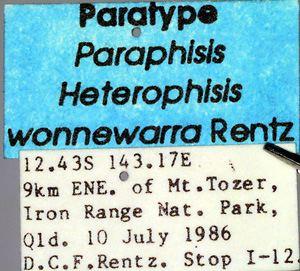 Paratype
Paraphisis
Heterophisis
wonnewarra Rentz
12.43S 143.17E
9km ENE. of Mt.Tozer,
Iron Range Nat. Park,
Qld. 10 July 1986
D.C.F.Rentz. Stop I-12